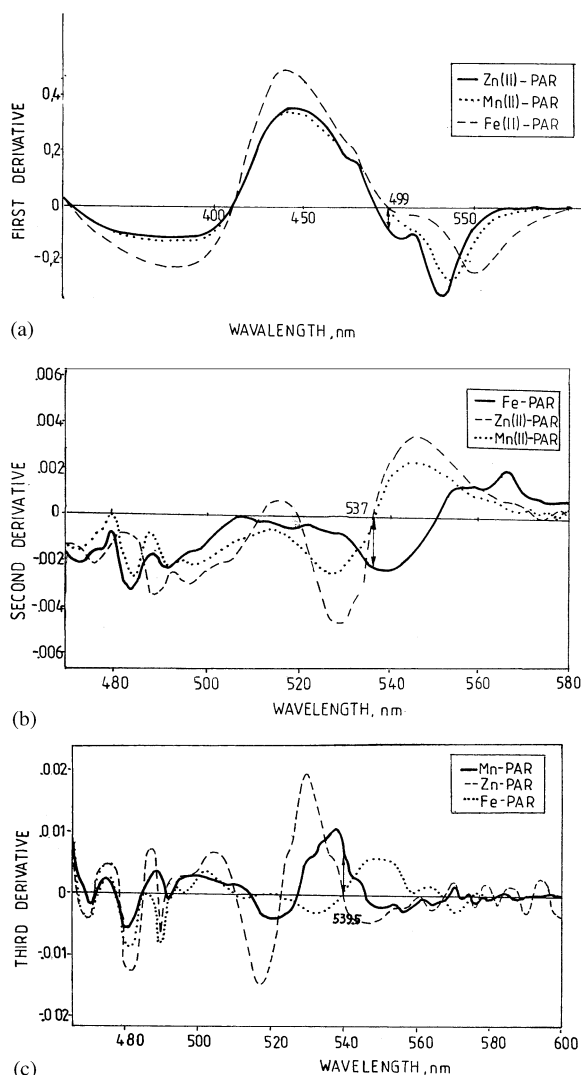 FIRST DERIVATIVE
0,4
0,2
0
-0,2
400
450
499
550
Zn(II)-PAR
Mn(II)-PAR
Fe(II)-PAR
(a)
WAVALENGTH, nm
SECOND DERIVATIVE
.006
.004
.002
0
-.002
-.004
-.006
537
Fe-PAR
Zn(II)-PAR
Mn(II)-PAR
480 500 520 540 560 580
(b)
WAVELENGTH, nm.
THIRD DERIVATIVE
0.02
0.01
0
-0.01
-0.02
539.5
Mn-PAR
Zn-PAR
Fe-PAR
480 500 520 540 560 580 600
(c)
WAVELENGTH, nm